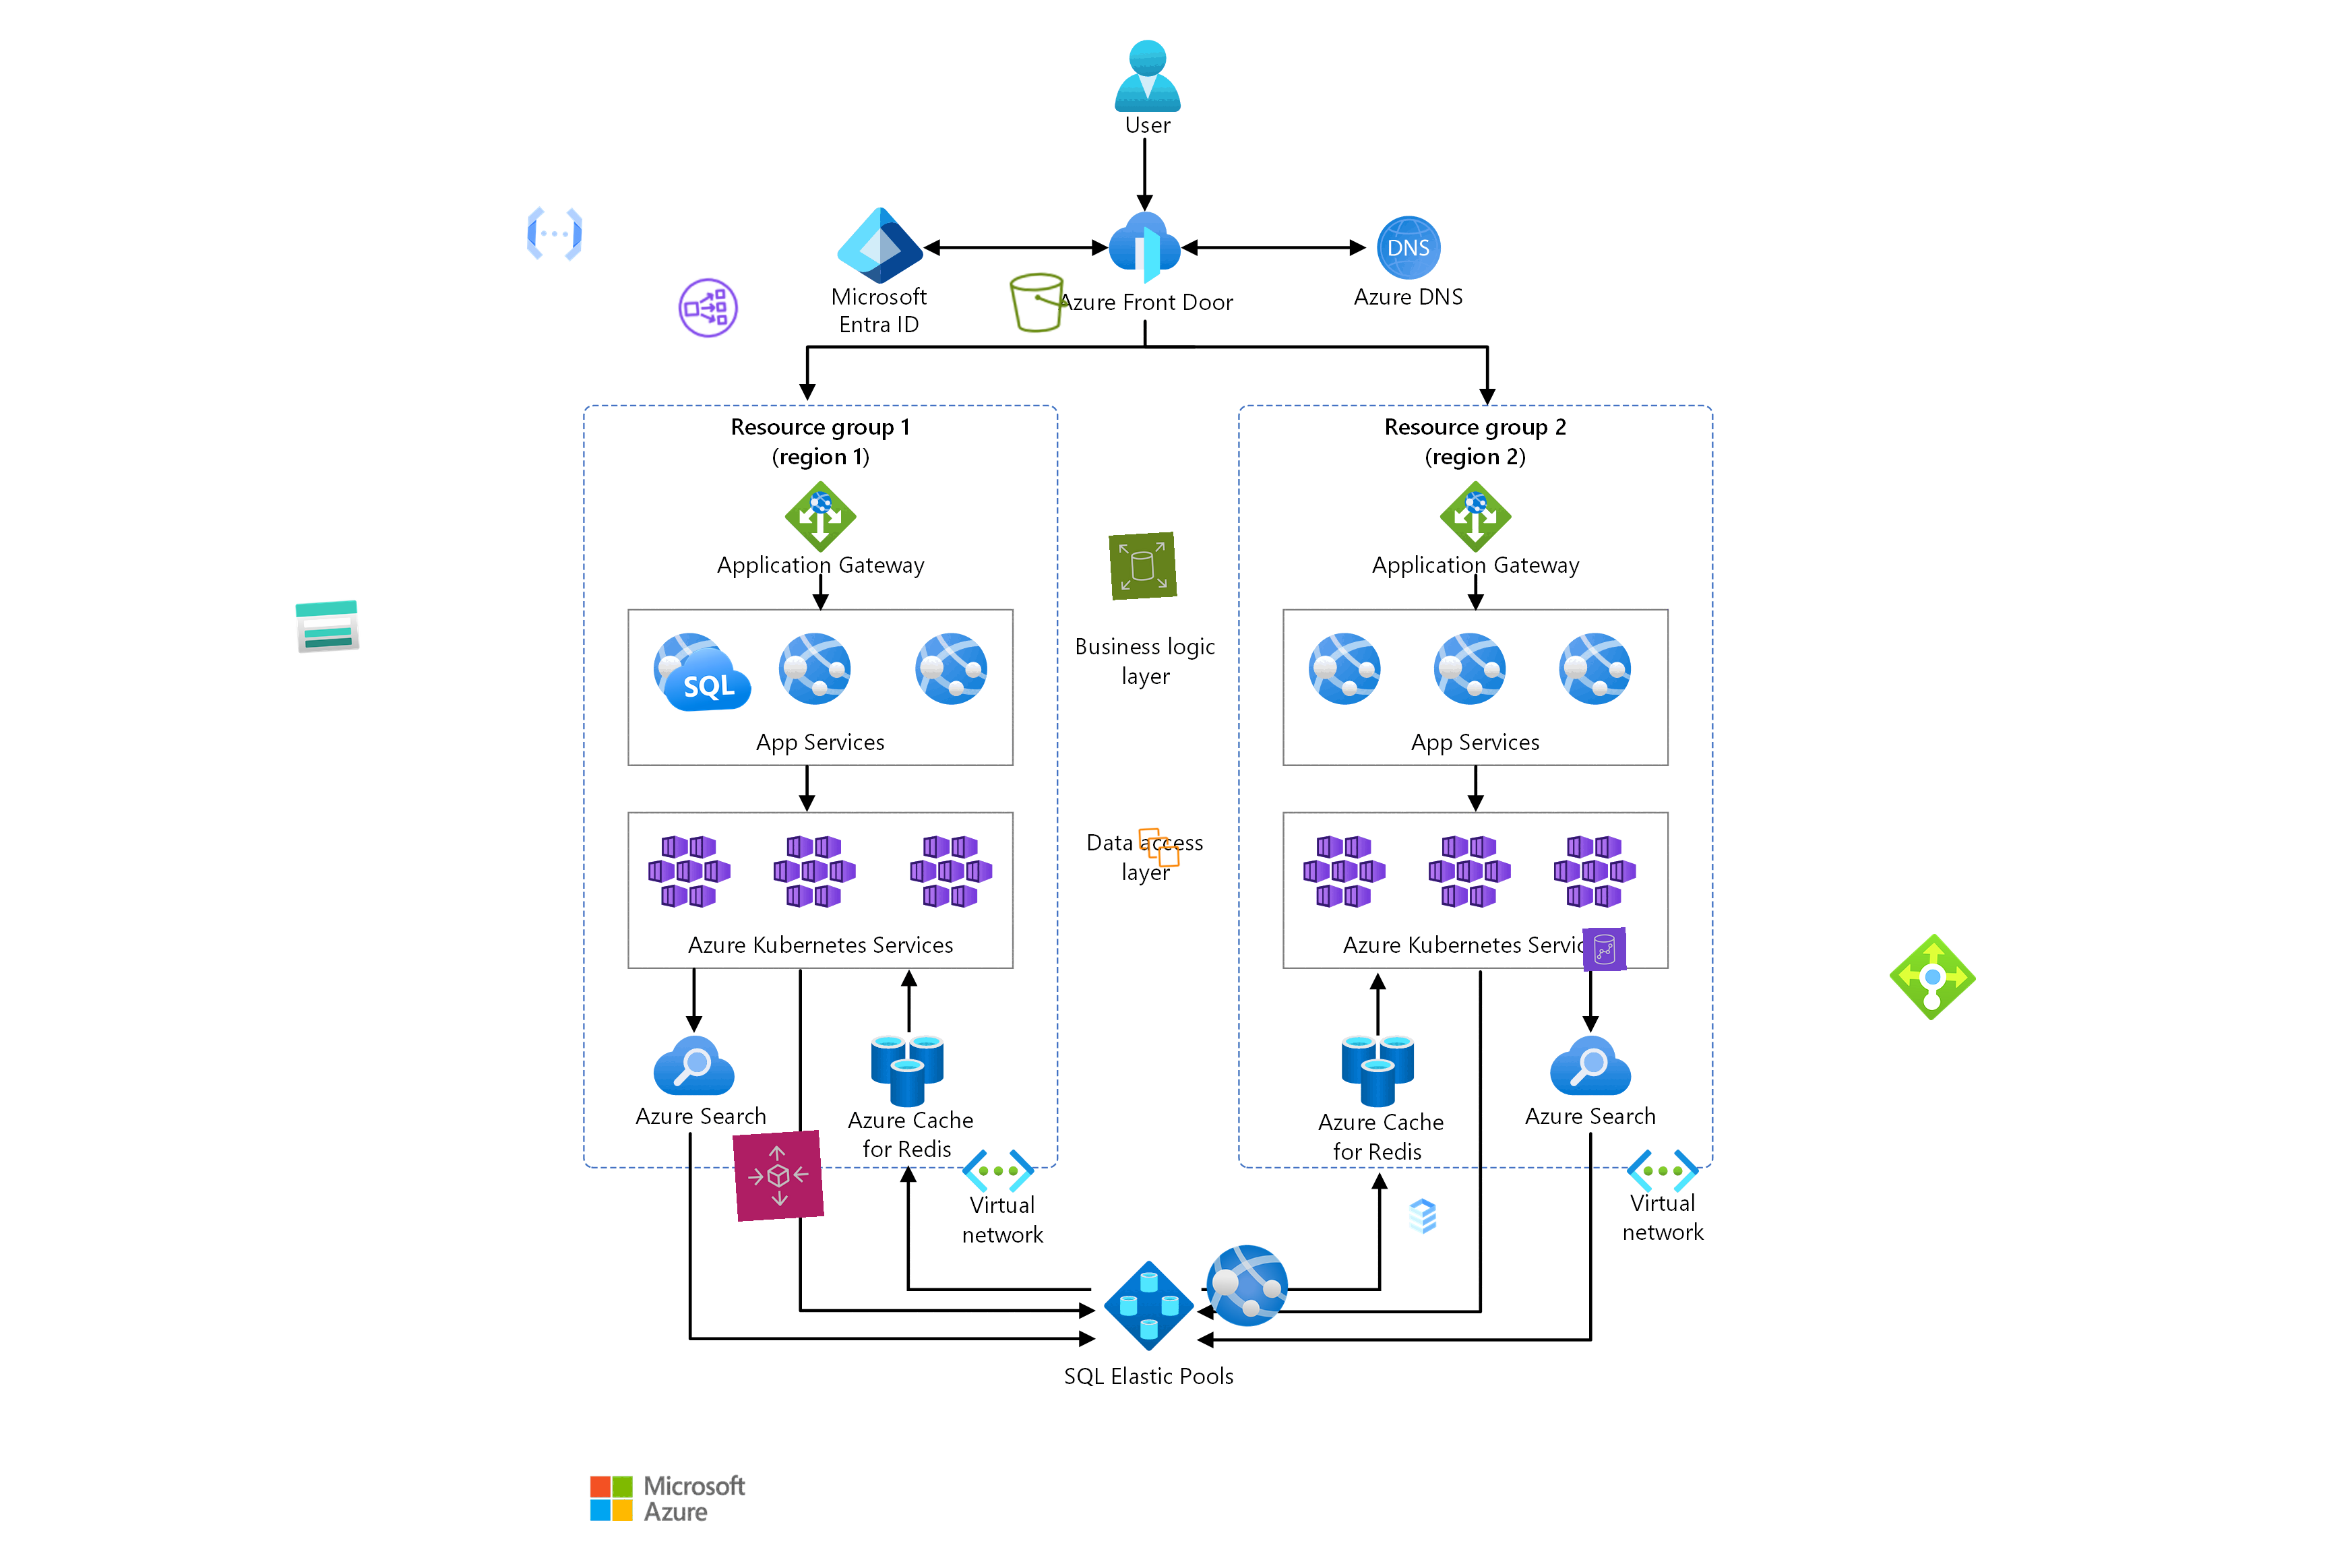 User
DNS
Microsoft
Entra ID
Azure Front Door
Azure DNS
Resource group 1
(region 1)
Resource group 2
(region 2)
Application Gateway
Application Gateway
Business logic
layer
SQL
App Services
App Services
Data access
layer
Azure Kubernetes Services
Azure Kubernetes Servic
Azure Search
Azure Cache
for Redis
Azure Cache
for Redis
Azure Search
Virtual
network
Virtual
network
SQL Elastic Pools
Microsoft
Azure